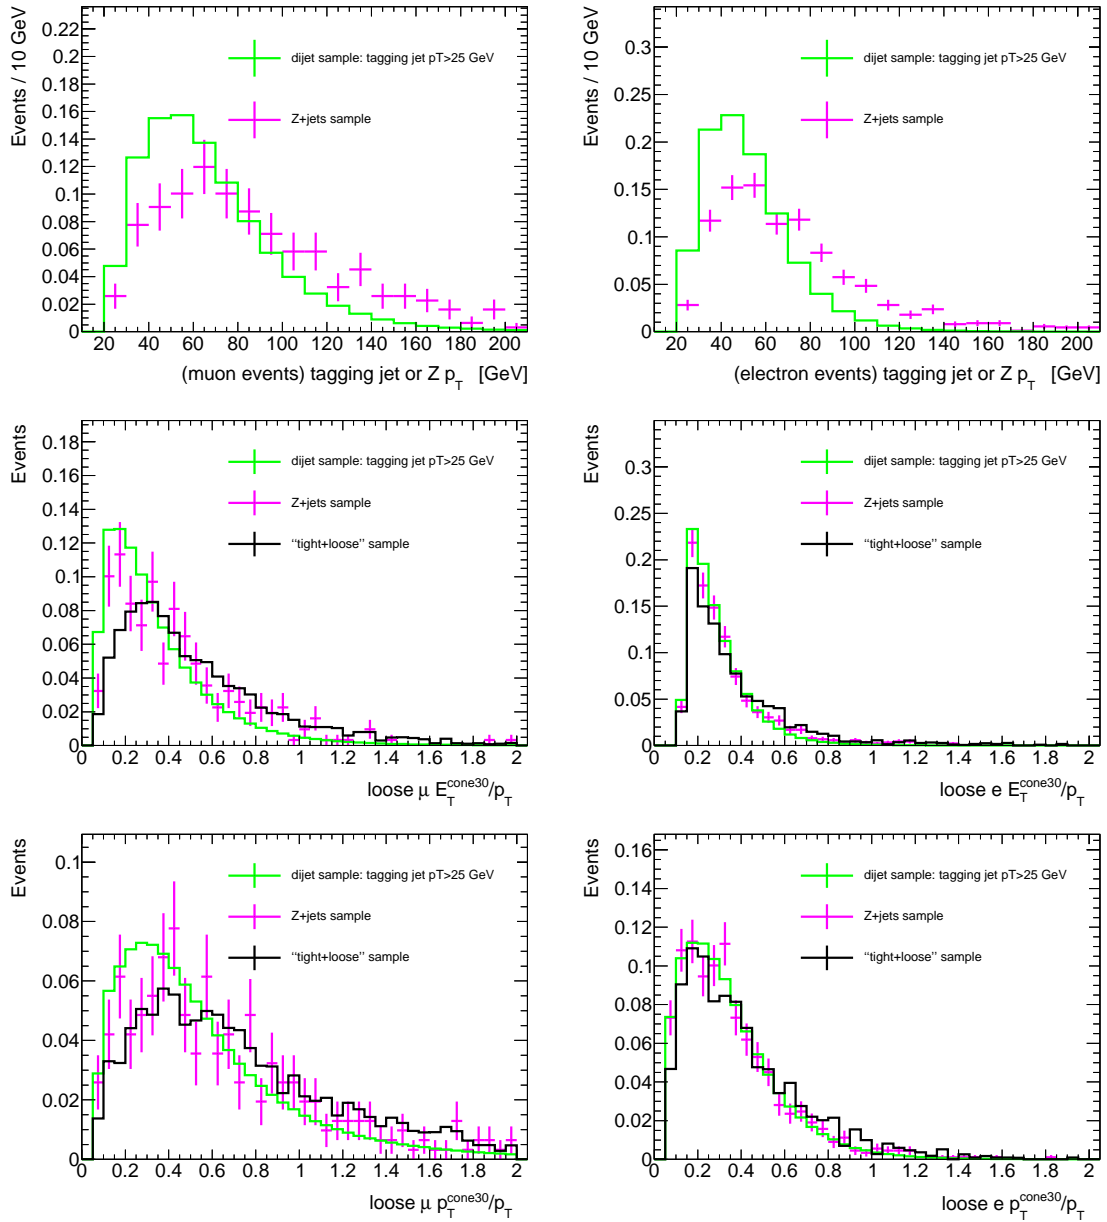 Events / 10 GeV
0.22
0.2
0.18
0.16
0.14
0.12
0.1
0.08
0.06
0.04
0.02
0
dijet sample: tagging jet pT>25 GeV
Z+jets sample
20 40 60 80 100 120 140 160 180 200
(muon events) tagging jet or Z p_T [GeV]
Events / 10 GeV
0.3
0.25
0.2
0.15
0.1
0.05
0
dijet sample: tagging jet pT>25 GeV
Z+jets sample
20 40 60 80 100 120 140 160 180 200
(electron events) tagging jet or Z p_T [GeV]
Events
0.18
0.16
0.14
0.12
0.1
0.08
0.06
0.04
0.02
0
dijet sample: tagging jet pT>25 GeV
Z+jets sample
“tight+loose” sample
0.2 0.4 0.6 0.8 1 1.2 1.4 1.6 1.8 2
loose μ E_T^cone30/p_T
Events
0.3
0.25
0.2
0.15
0.1
0.05
0
dijet sample: tagging jet pT>25 GeV
Z+jets sample
“tight+loose” sample
0.2 0.4 0.6 0.8 1 1.2 1.4 1.6 1.8 2
loose e E_T^cone30/p_T
Events
0.1
0.08
0.06
0.04
0.02
0
dijet sample: tagging jet pT>25 GeV
Z+jets sample
“tight+loose” sample
0.2 0.4 0.6 0.8 1 1.2 1.4 1.6 1.8 2
loose μ p_T^cone30/p_T
Events
0.16
0.14
0.12
0.1
0.08
0.06
0.04
0.02
0
dijet sample: tagging jet pT>25 GeV
Z+jets sample
“tight+loose” sample
0.2 0.4 0.6 0.8 1 1.2 1.4 1.6 1.8 2
loose e p_T^cone30/p_T